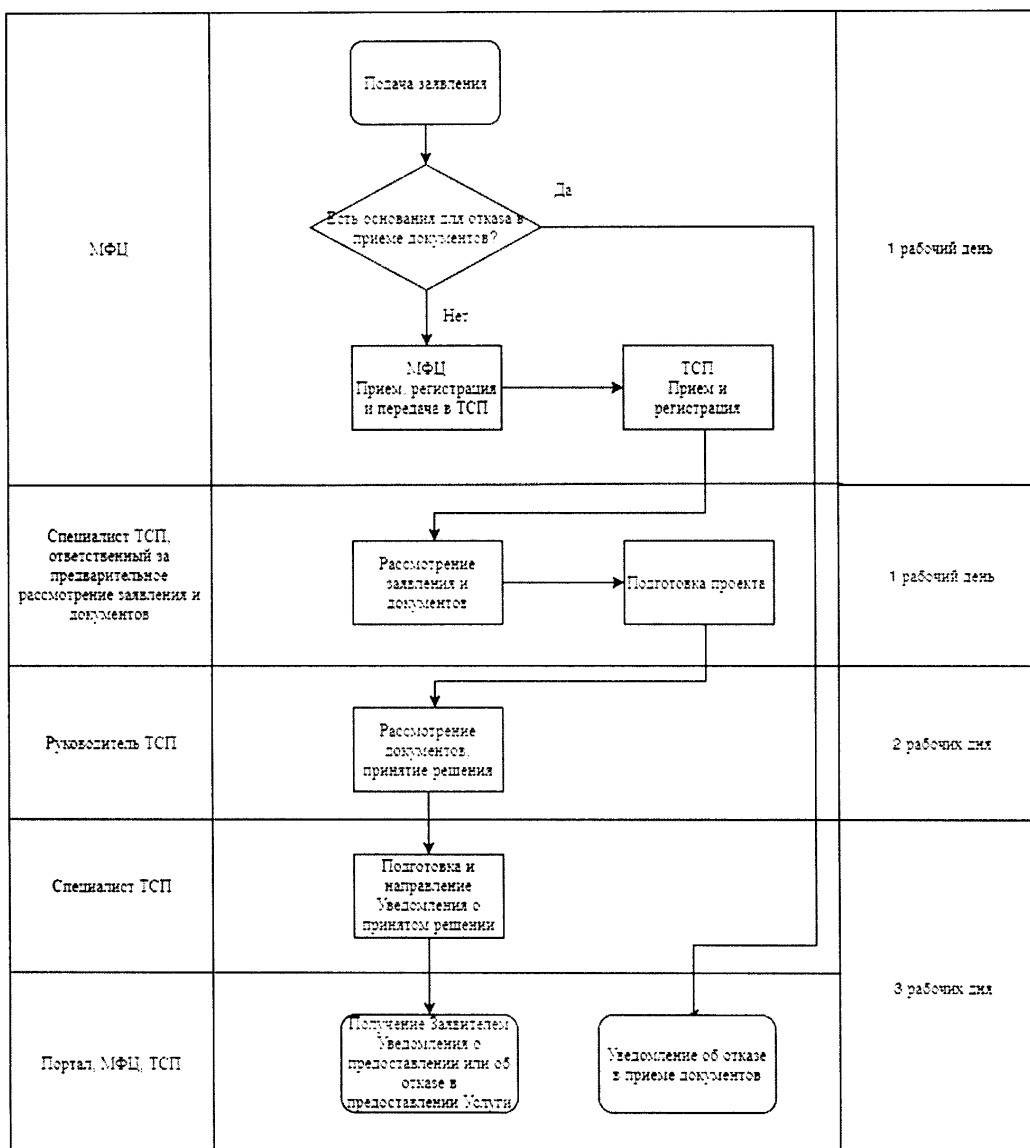 Подача заявления
Да
Есть основания для отказа в
приеме документов?
МФЦ
1 рабочий день
Нет
МФЦ
Прием, регистрация
и передача в ТСП
ТСП
Прием и
регистрация
Специалист ТСП,
ответственный за
предварительное
рассмотрение заявления и
документов
Рассмотрение
заявления и
документов
Подготовка проекта
1 рабочий день
Руководитель ТСП
Рассмотрение
документов,
принятие решения
2 рабочих дня
Специалист ТСП
Подготовка и
направление
Уведомления о
принятом решении
3 рабочих дня
Портал, МФЦ, ТСП
Получение Заявителем
Уведомления о
предоставлении или об
отказе в
предоставлении Услуги
Уведомление об отказе
в приеме документов